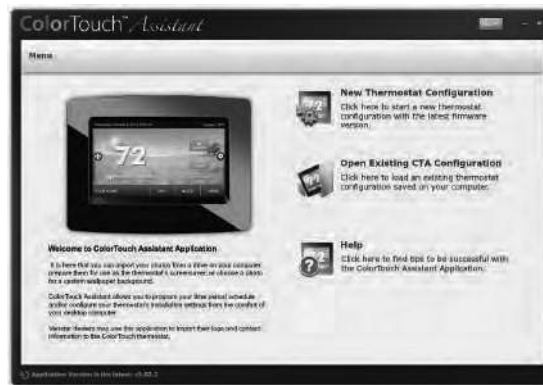 ColorTouch™ Assistant
Menu
72
New Thermostat Configuration
Click here to start a new thermostat
configuration with the latest firmware
version.
Open Existing CTA Configuration
Click here to load an existing thermostat
configuration saved on your computer.
Help
Click here to find tips to be successful with
the ColorTouch Assistant Application.
Welcome to ColorTouch Assistant Application
It is here that you can import your photos from a drive on your computer,
prepare them for use as the thermostat's screensaver, or choose a photo
for a custom wallpaper background.
ColorTouch Assistant allows you to program your time period schedule
and/or configure your thermostat's installation settings from the comfort of
your desktop computer.
Venstar dealers may use this application to import their logo and contact
information to the ColorTouch thermostat.
Application Version is the latest: